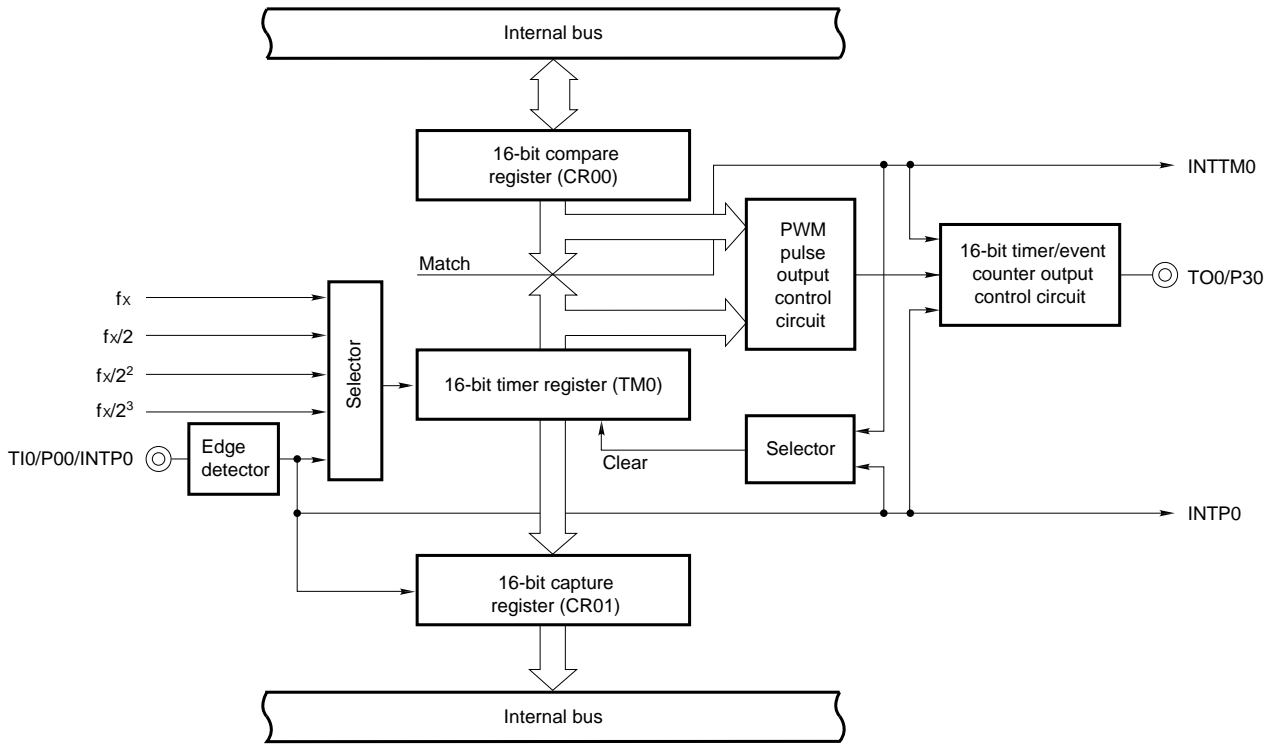 Internal bus
16-bit compare
register (CR00)
INTTM0
PWM
pulse
output
control
circuit
16-bit timer/event
counter output
control circuit
TO0/P30
Match
fX
fX/2
fX/2²
fX/2³
Selector
16-bit timer register (TM0)
TI0/P00/INTP0
Edge
detector
Clear
Selector
INTP0
16-bit capture
register (CR01)
Internal bus